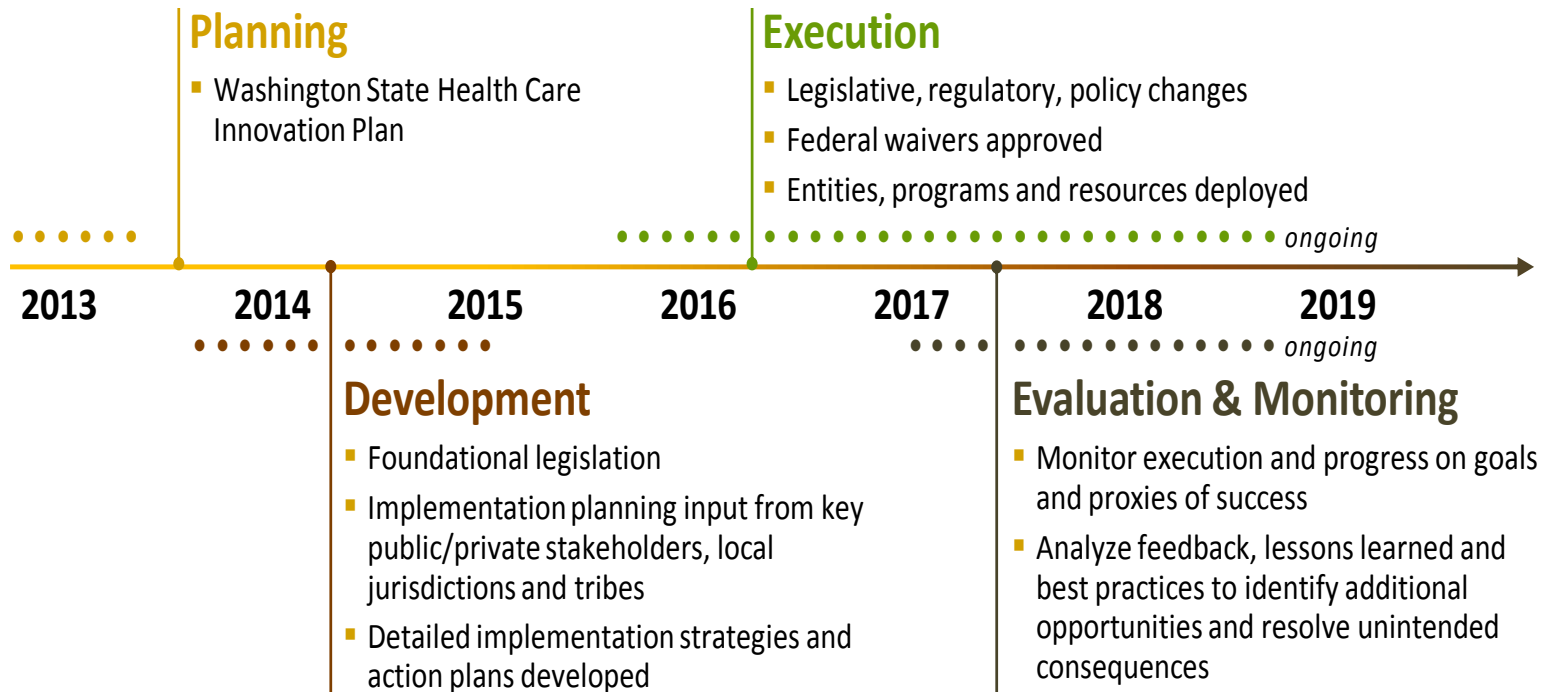 Planning
▪ Washington State Health Care
Innovation Plan
Execution
▪ Legislative, regulatory, policy changes
▪ Federal waivers approved
▪ Entities, programs and resources deployed
ongoing
2013 2014 2015 2016 2017 2018 2019
ongoing
Development
▪ Foundational legislation
▪ Implementation planning input from key
public/private stakeholders, local
jurisdictions and tribes
▪ Detailed implementation strategies and
action plans developed
Evaluation & Monitoring
▪ Monitor execution and progress on goals
and proxies of success
▪ Analyze feedback, lessons learned and
best practices to identify additional
opportunities and resolve unintended
consequences